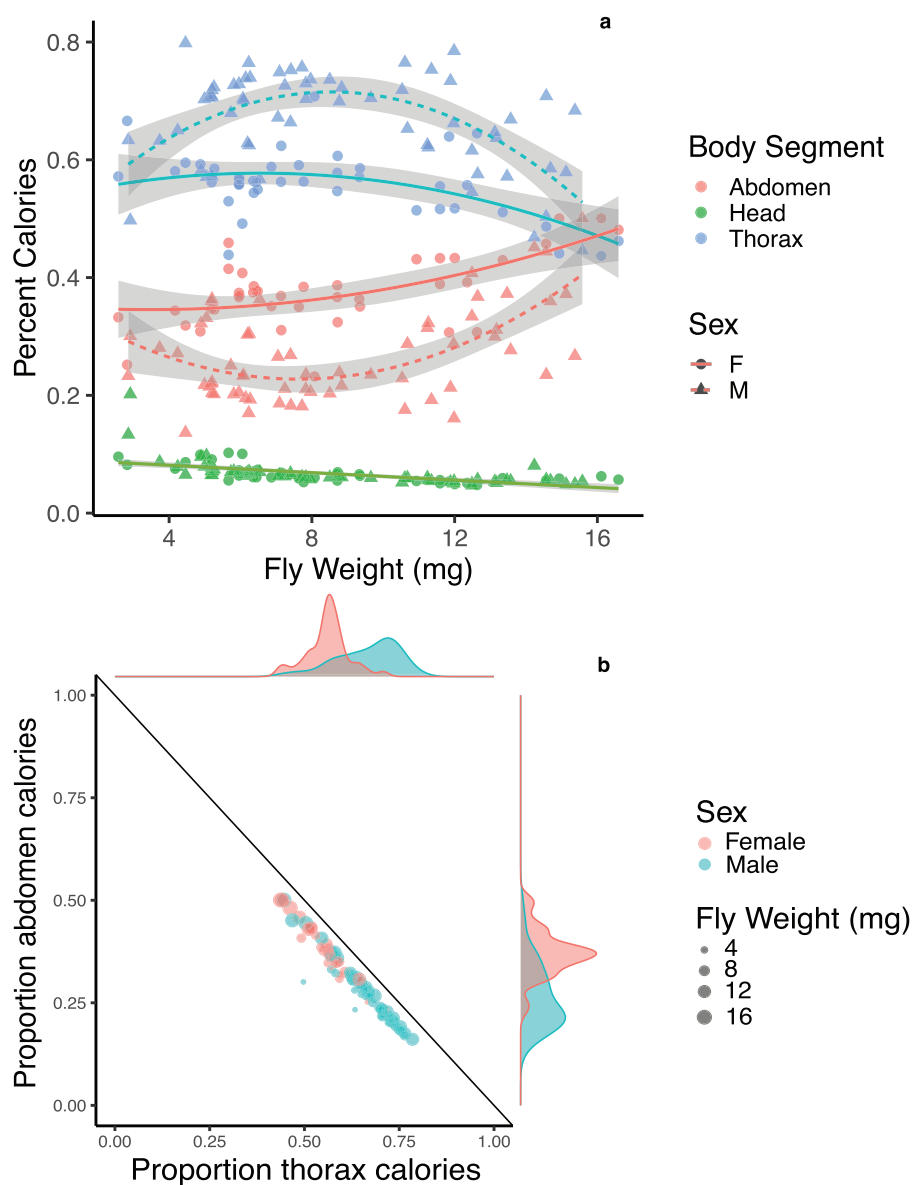 a
0.8
0.6
0.4
0.2
0.0
Percent Calories
4 8 12 16
Fly Weight (mg)
Body Segment
Abdomen
Head
Thorax
Sex
F
M
b
1.00
0.75
0.50
0.25
0.00
Proportion abdomen calories
0.00 0.25 0.50 0.75 1.00
Proportion thorax calories
Sex
Female
Male
Fly Weight (mg)
4
8
12
16